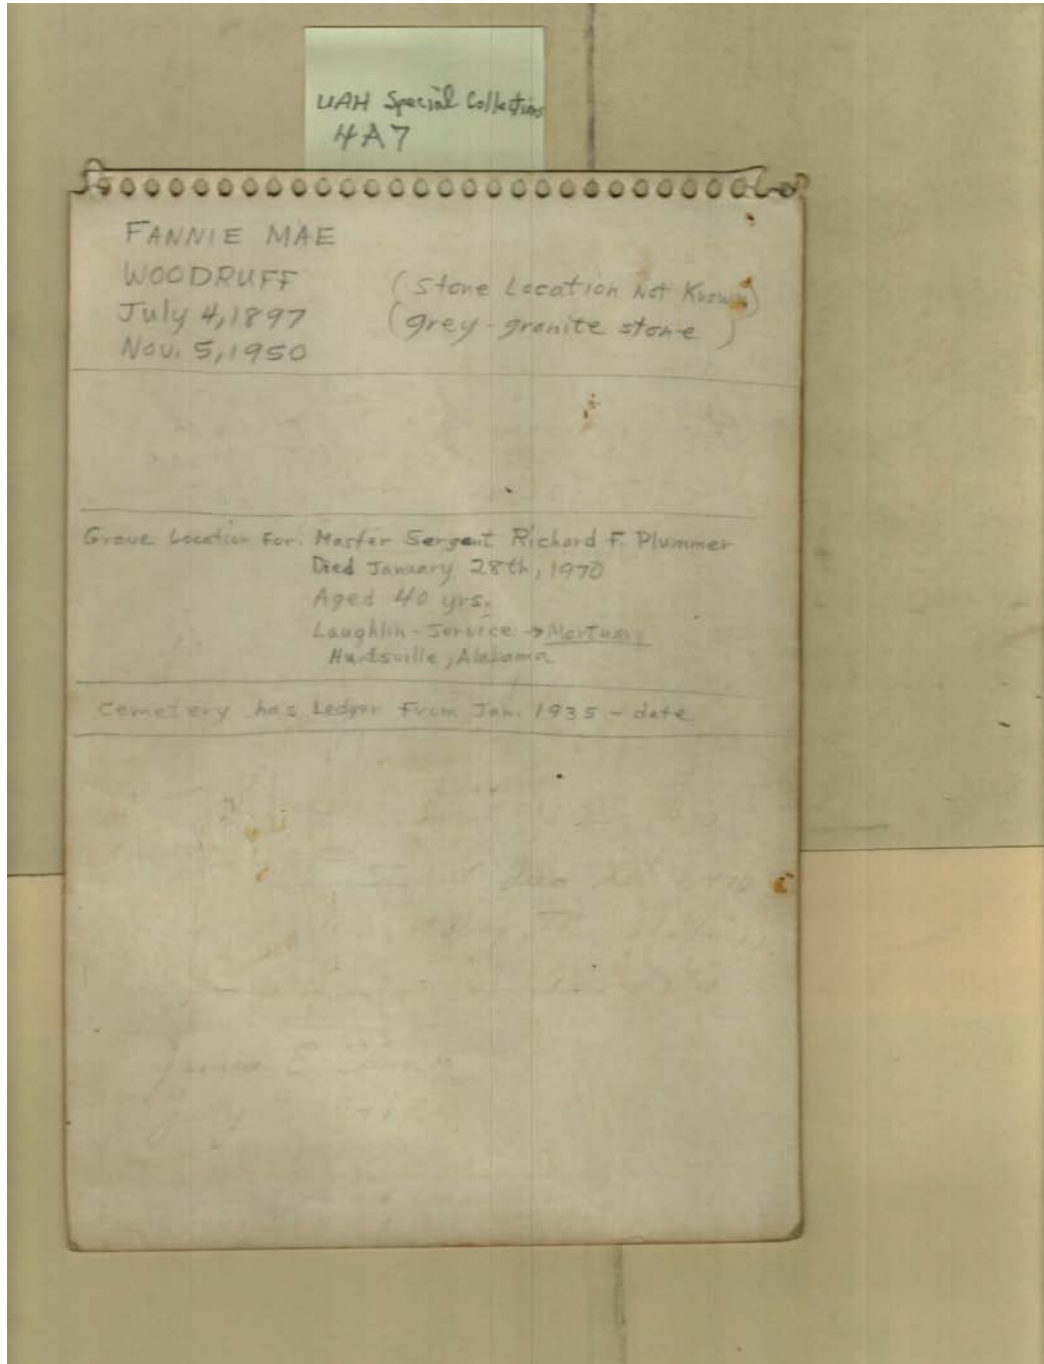 UAH Special Collections
4A7
FANNIE MAE
WOODRUFF
July 4, 1897
Nov. 5, 1950
(Stone Location Not Known)
(grey-granite stone)
Grave Location For: Master Sergent Richard F. Plummer
Died January 28th, 1970
Aged 40 yrs.
Laughlin-Service → Mortuary
Huntsville, Alabama
Cemetery has Ledger From Jan. 1935 - date